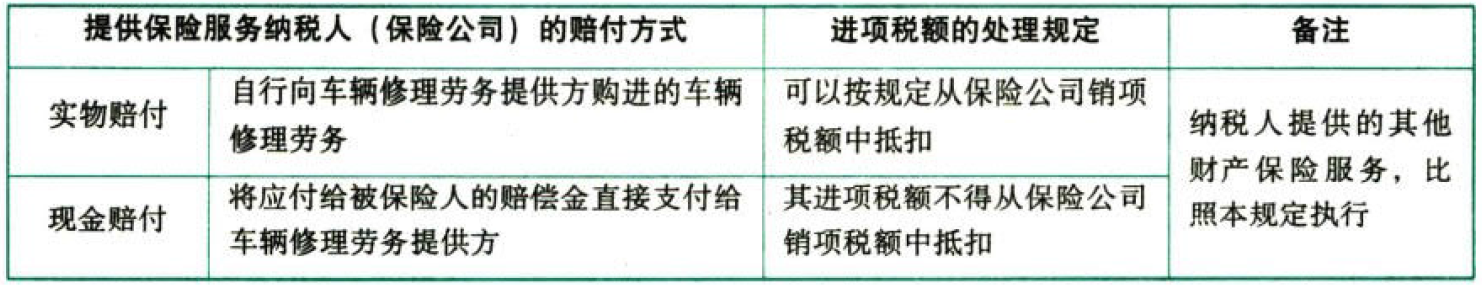 提供保险服务纳税人（保险公司）的赔付方式
进项税额的处理规定
备注
实物赔付
自行向车辆修理劳务提供方购进的车辆
修理劳务
可以按规定从保险公司销项
税额中抵扣
纳税人提供的其他
财产保险服务，比
照本规定执行
现金赔付
将应付给被保险人的赔偿金直接支付给
车辆修理劳务提供方
其进项税额不得从保险公司
销项税额中抵扣